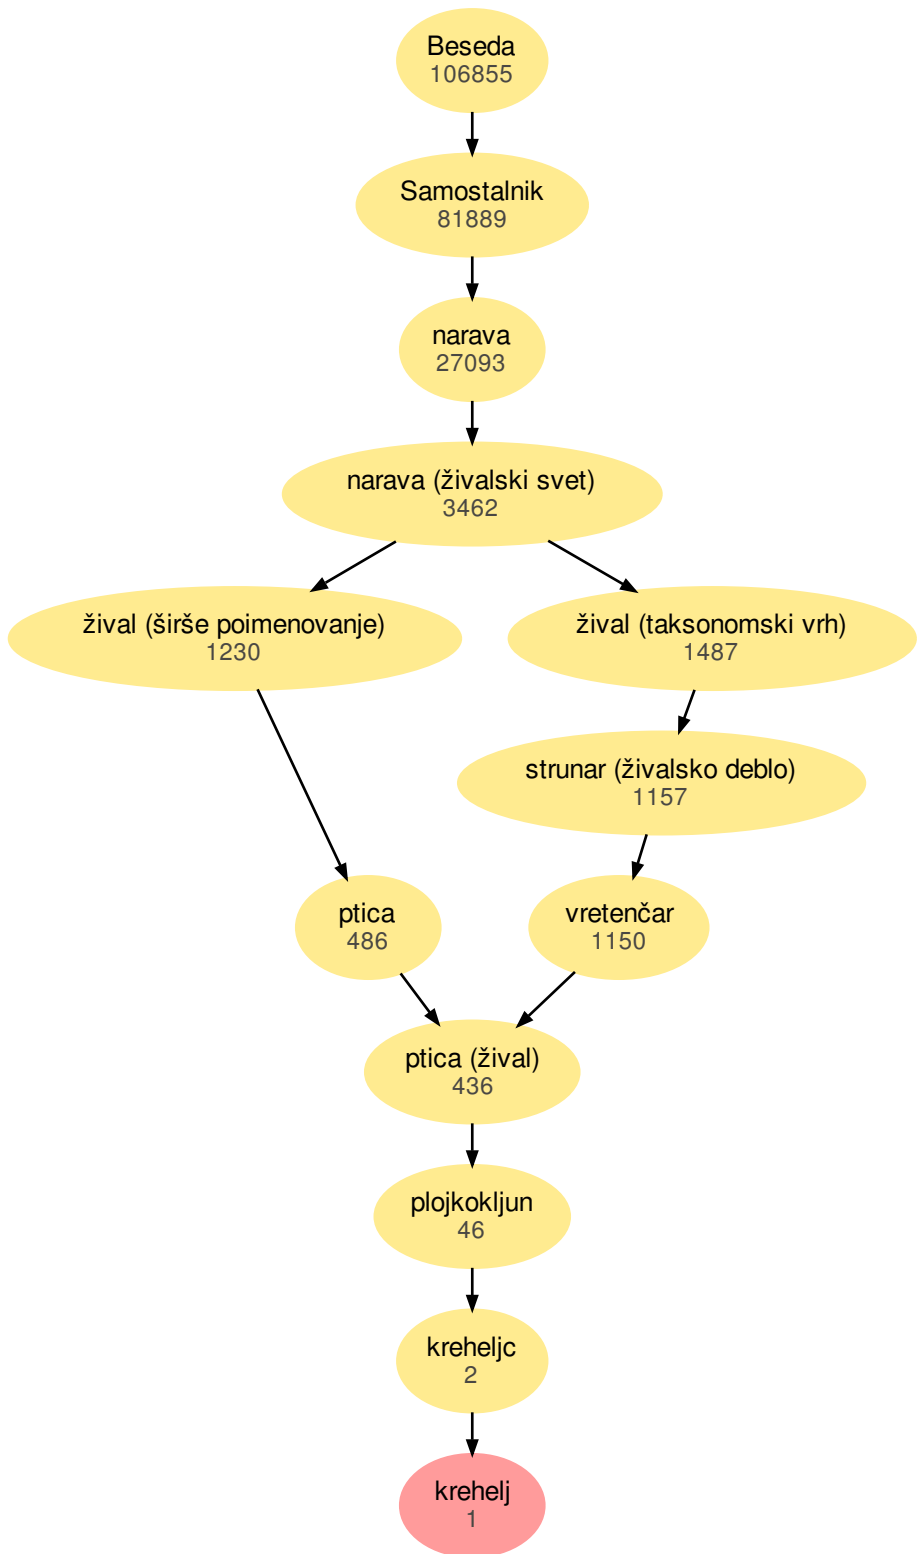 Beseda
106855
Samostalnik
81889
narava
27093
narava (živalski svet)
3462
žival (širše poimenovanje)
1230
žival (taksonomski vrh)
1487
strunar (živalsko deblo)
1157
ptica
486
vretenčar
1150
ptica (žival)
436
plojkokljun
46
kreheljc
2
krehelj
1